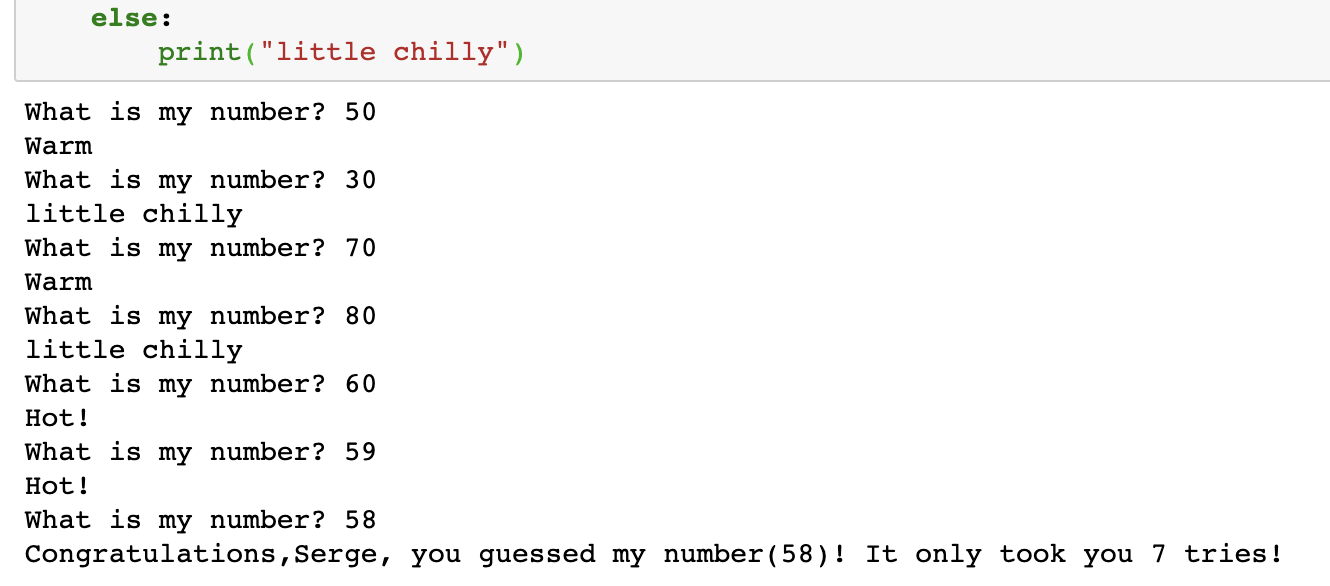 else:
print("little chilly")
What is my number? 50
Warm
What is my number? 30
little chilly
What is my number? 70
Warm
What is my number? 80
little chilly
What is my number? 60
Hot!
What is my number? 59
Hot!
What is my number? 58
Congratulations,Serge, you guessed my number(58)! It only took you 7 tries!